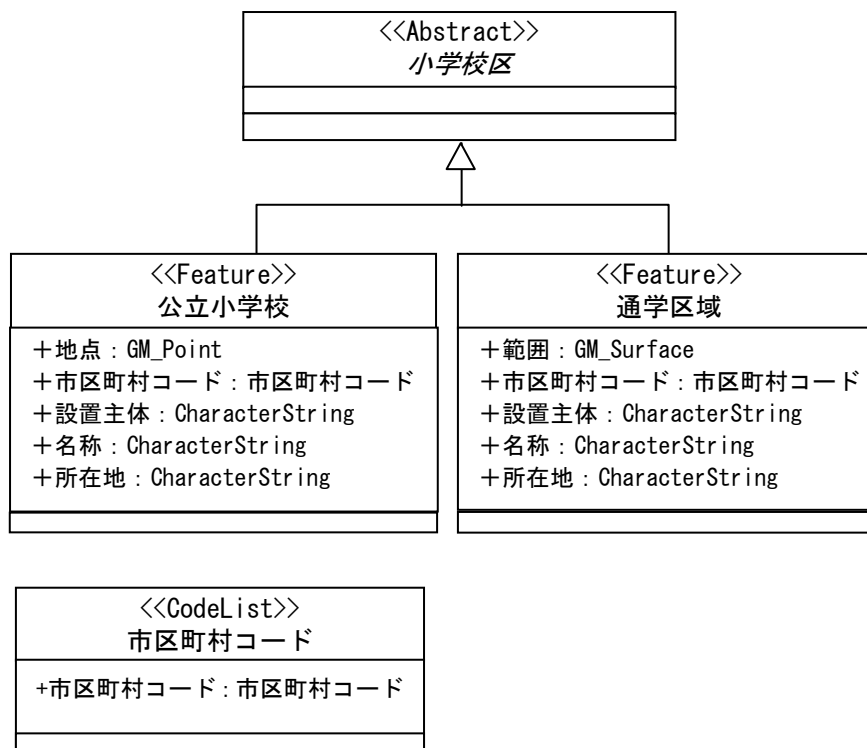 <<Abstract>>
小学校区
<<Feature>>
公立小学校
+地点:GM_Point
+市区町村コード:市区町村コード
+設置主体:CharacterString
+名称:CharacterString
+所在地:CharacterString
<<Feature>>
通学区域
+範囲:GM_Surface
+市区町村コード:市区町村コード
+設置主体:CharacterString
+名称:CharacterString
+所在地:CharacterString
<<CodeList>>
市区町村コード
+市区町村コード:市区町村コード